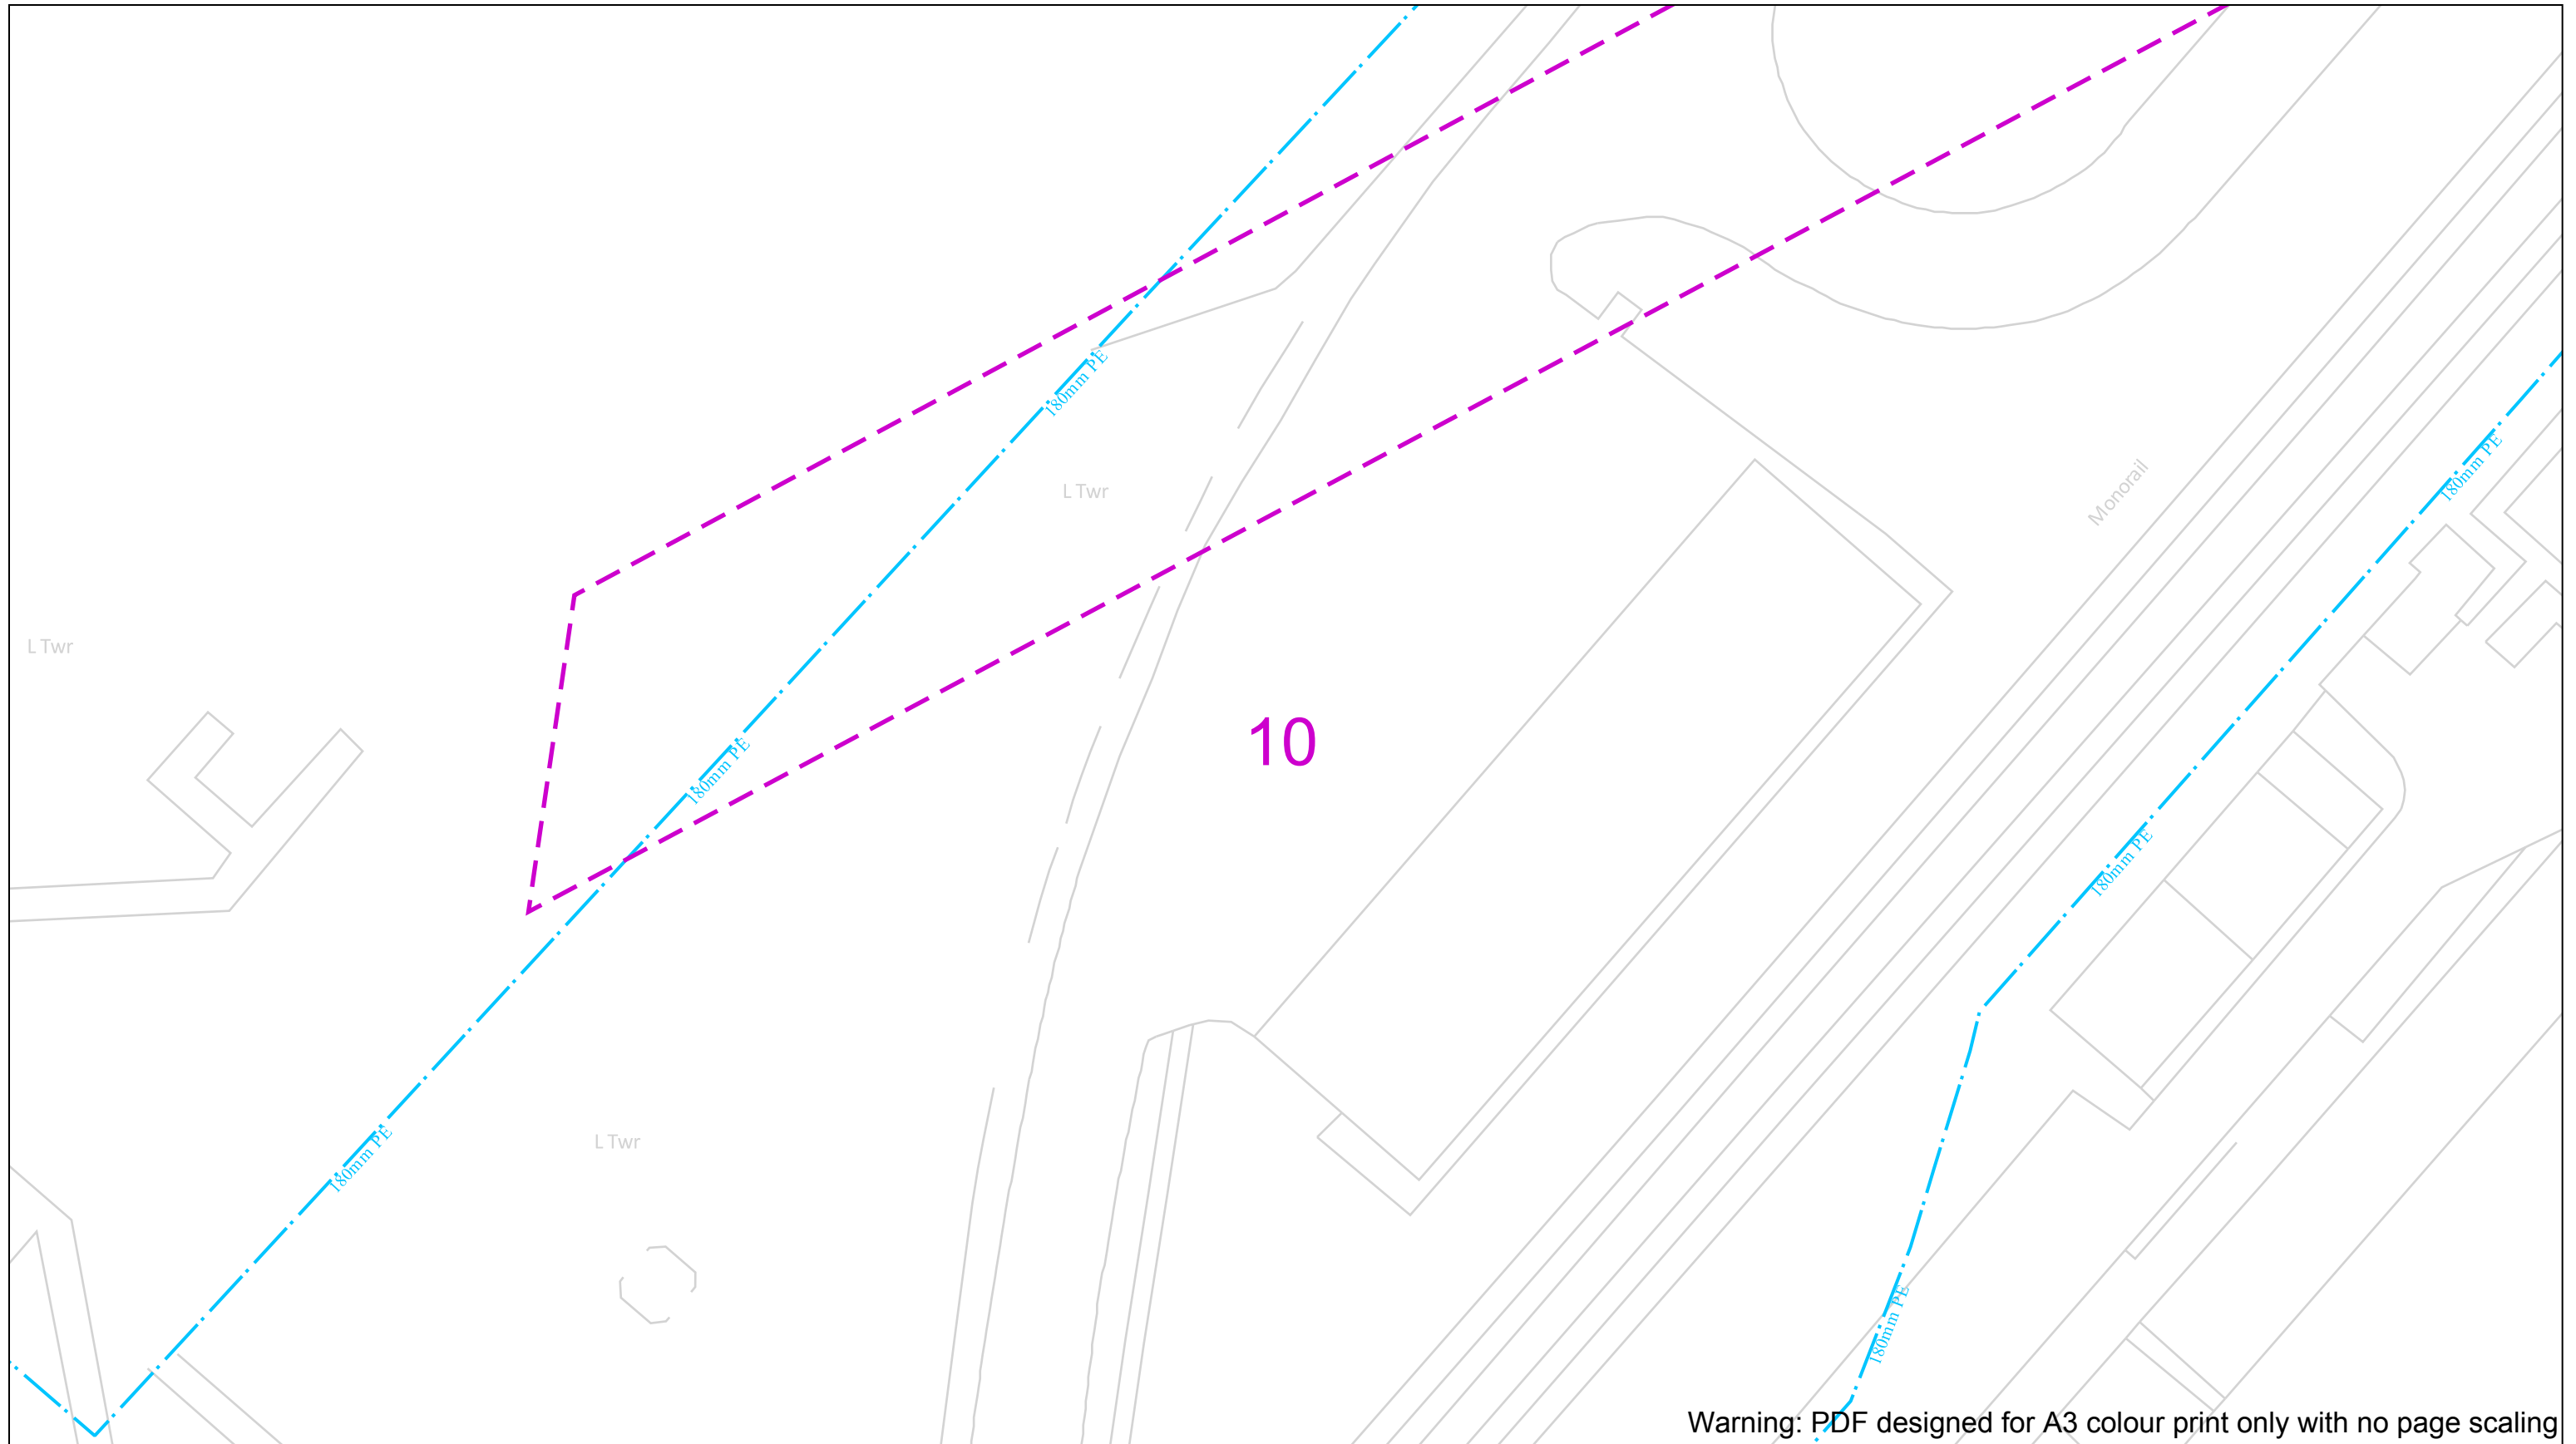 180mm PE
180mm PE
L Twr
Monorail
L Twr
10
180mm PE
180mm PE
L Twr
180mm PE
180mm PE
Warning: PDF designed for A3 colour print only with no page scaling